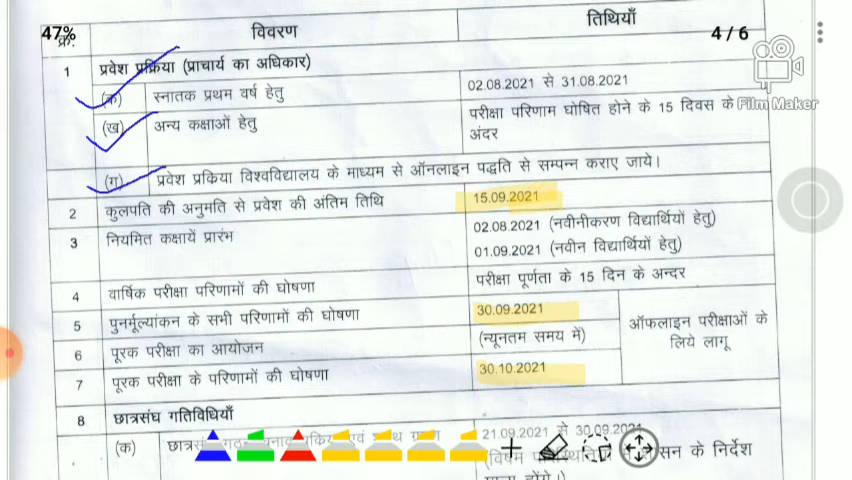 47%
क्र.
विवरण
तिथियाँ
4/6
1 प्रवेश प्रक्रिया (प्राचार्य का अधिकार)
(क) स्नातक प्रथम वर्ष हेतु 02.08.2021 से 31.08.2021
(ख) अन्य कक्षाओं हेतु परीक्षा परिणाम घोषित होने के 15 दिवस के अंदर
Film Maker
(ग) प्रवेश प्रकिया विश्वविद्यालय के माध्यम से ऑनलाइन पद्धति से सम्पन्न कराए जाये।
2 कुलपति की अनुमति से प्रवेश की अंतिम तिथि 15.09.2021
3 नियमित कक्षायें प्रारंभ 02.08.2021 (नवीनीकरण विद्यार्थियों हेतु)
01.09.2021 (नवीन विद्यार्थियों हेतु)
4 वार्षिक परीक्षा परिणामों की घोषणा परीक्षा पूर्णता के 15 दिन के अन्दर
5 पुनर्मूल्यांकन के सभी परिणामों की घोषणा 30.09.2021
ऑफलाइन परीक्षाओं के
लिये लागू
6 पूरक परीक्षा का आयोजन (न्यूनतम समय में)
7 पूरक परीक्षा के परिणामों की घोषणा 30.10.2021
8 छात्रसंघ गतिविधियाँ
(क) 21.09.2021 से 30.09.2021
के निर्देश